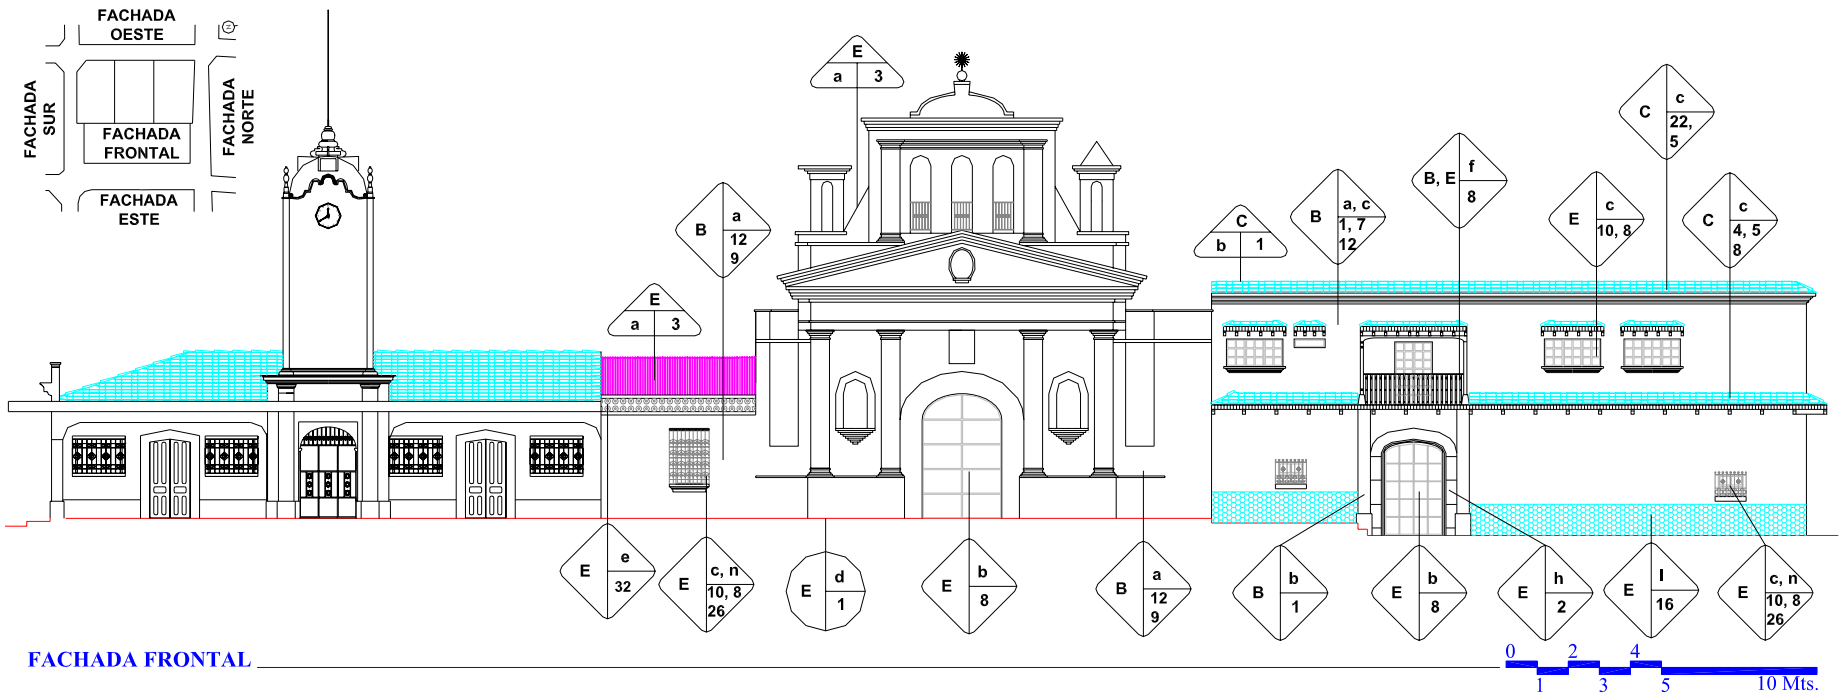 FACHADA
OESTE
N
FACHADA
SUR
FACHADA
FRONTAL
FACHADA
NORTE
FACHADA
ESTE
E
a 3
B a
12
9
E
a 3
C c
22,
5
B, E f
8
B a, c
1, 7
12
E c
10, 8
C c
4, 5
8
C
b 1
E e
32
E c, n
10, 8
26
E d
1
E b
8
B a
12
9
B b
1
E b
8
E h
2
E l
16
E c, n
10, 8
26
FACHADA FRONTAL
0 2 4
1 3 5 10 Mts.